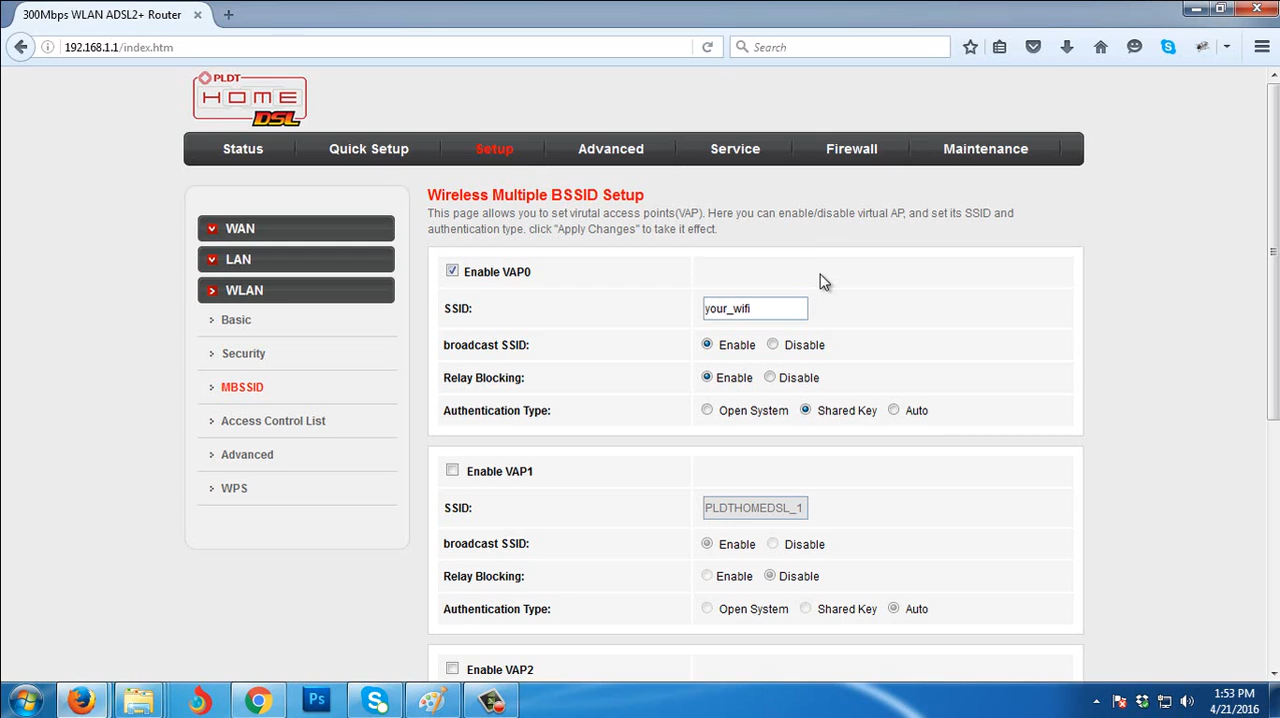 300Mbps WLAN ADSL2+ Router
192.168.1.1/index.htm
Search
PLDT
HOME
DSL
Status Quick Setup Setup Advanced Service Firewall Maintenance
WAN
LAN
WLAN
Basic
Security
MBSSID
Access Control List
Advanced
WPS
Wireless Multiple BSSID Setup
This page allows you to set virutal access points(VAP). Here you can enable/disable virtual AP, and set its SSID and
authentication type. click "Apply Changes" to take it effect.
Enable VAP0
SSID: your_wifi
broadcast SSID: Enable Disable
Relay Blocking: Enable Disable
Authentication Type: Open System Shared Key Auto
Enable VAP1
SSID: PLDTHOMEDSL_1
broadcast SSID: Enable Disable
Relay Blocking: Enable Disable
Authentication Type: Open System Shared Key Auto
Enable VAP2
Ps
1:53 PM
4/21/2016